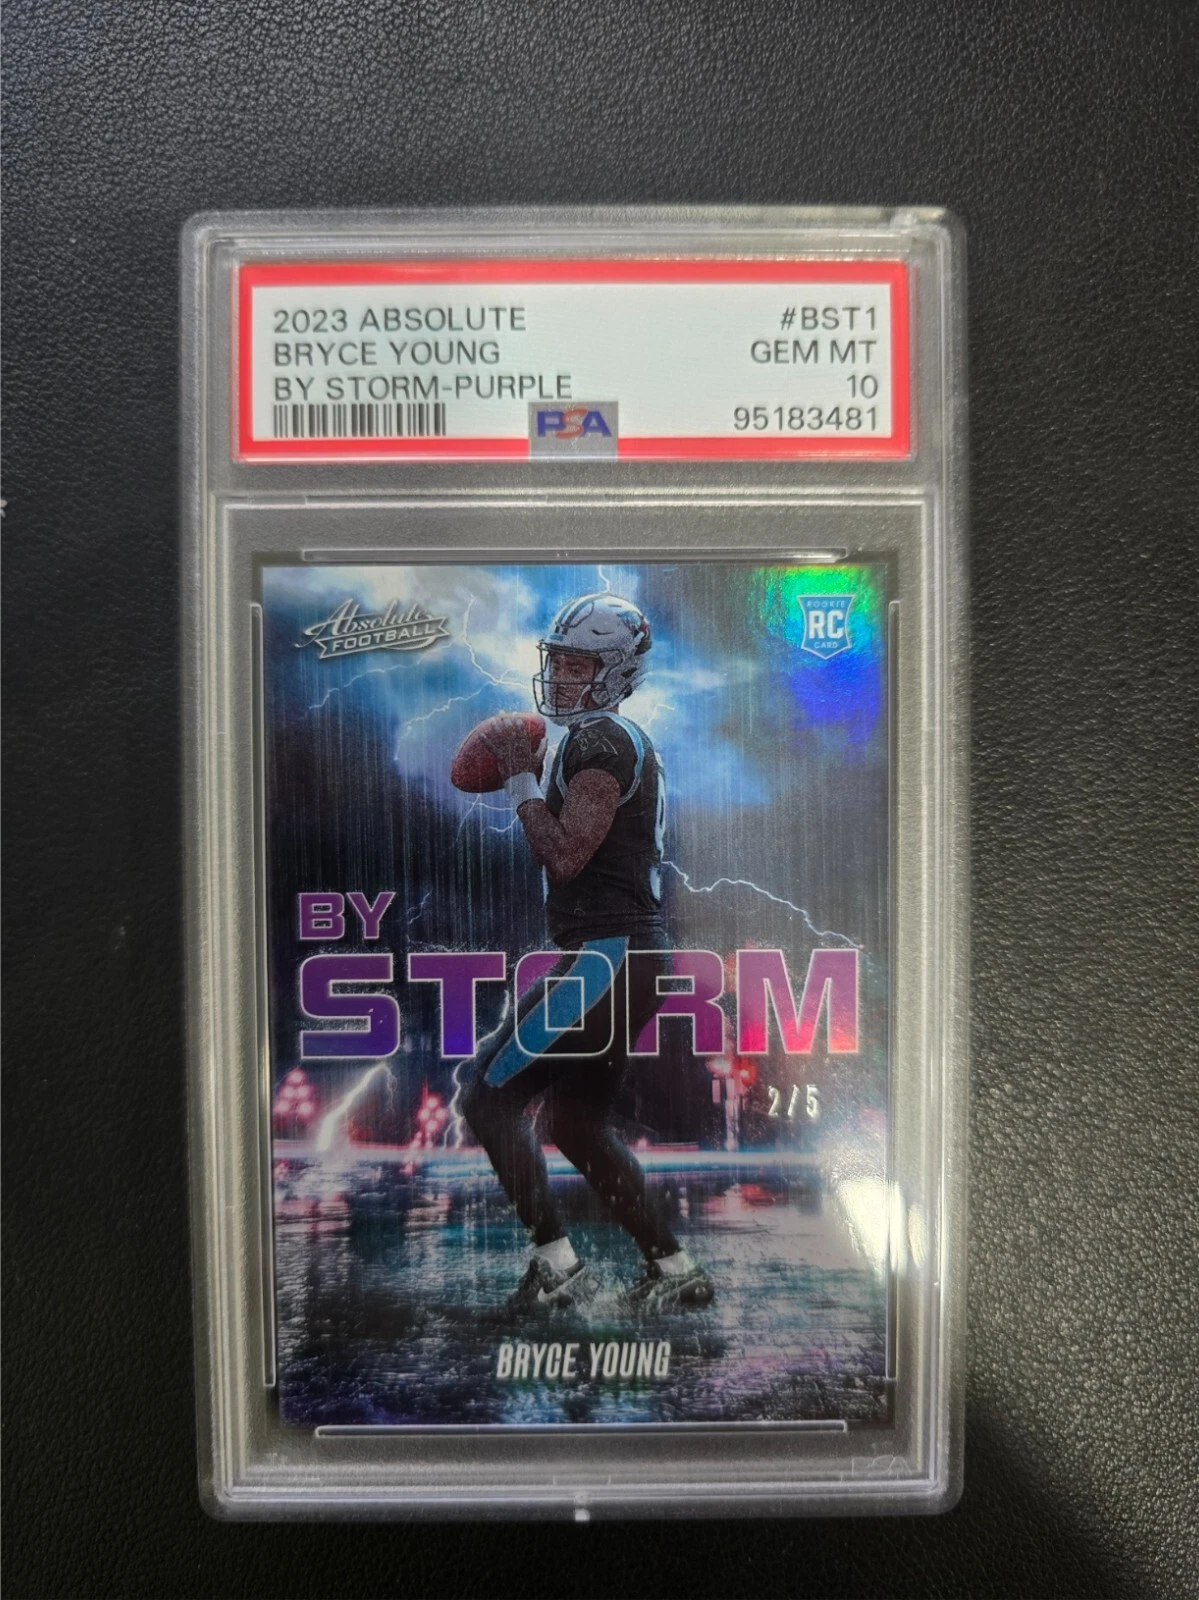 2023 ABSOLUTE #BST1
BRYCE YOUNG GEM MT
BY STORM-PURPLE 10
PSA 95183481
Absolute
FOOTBALL
ROOKIE
RC
CARD
BY
STORM
2/5
BRYCE YOUNG
PSA